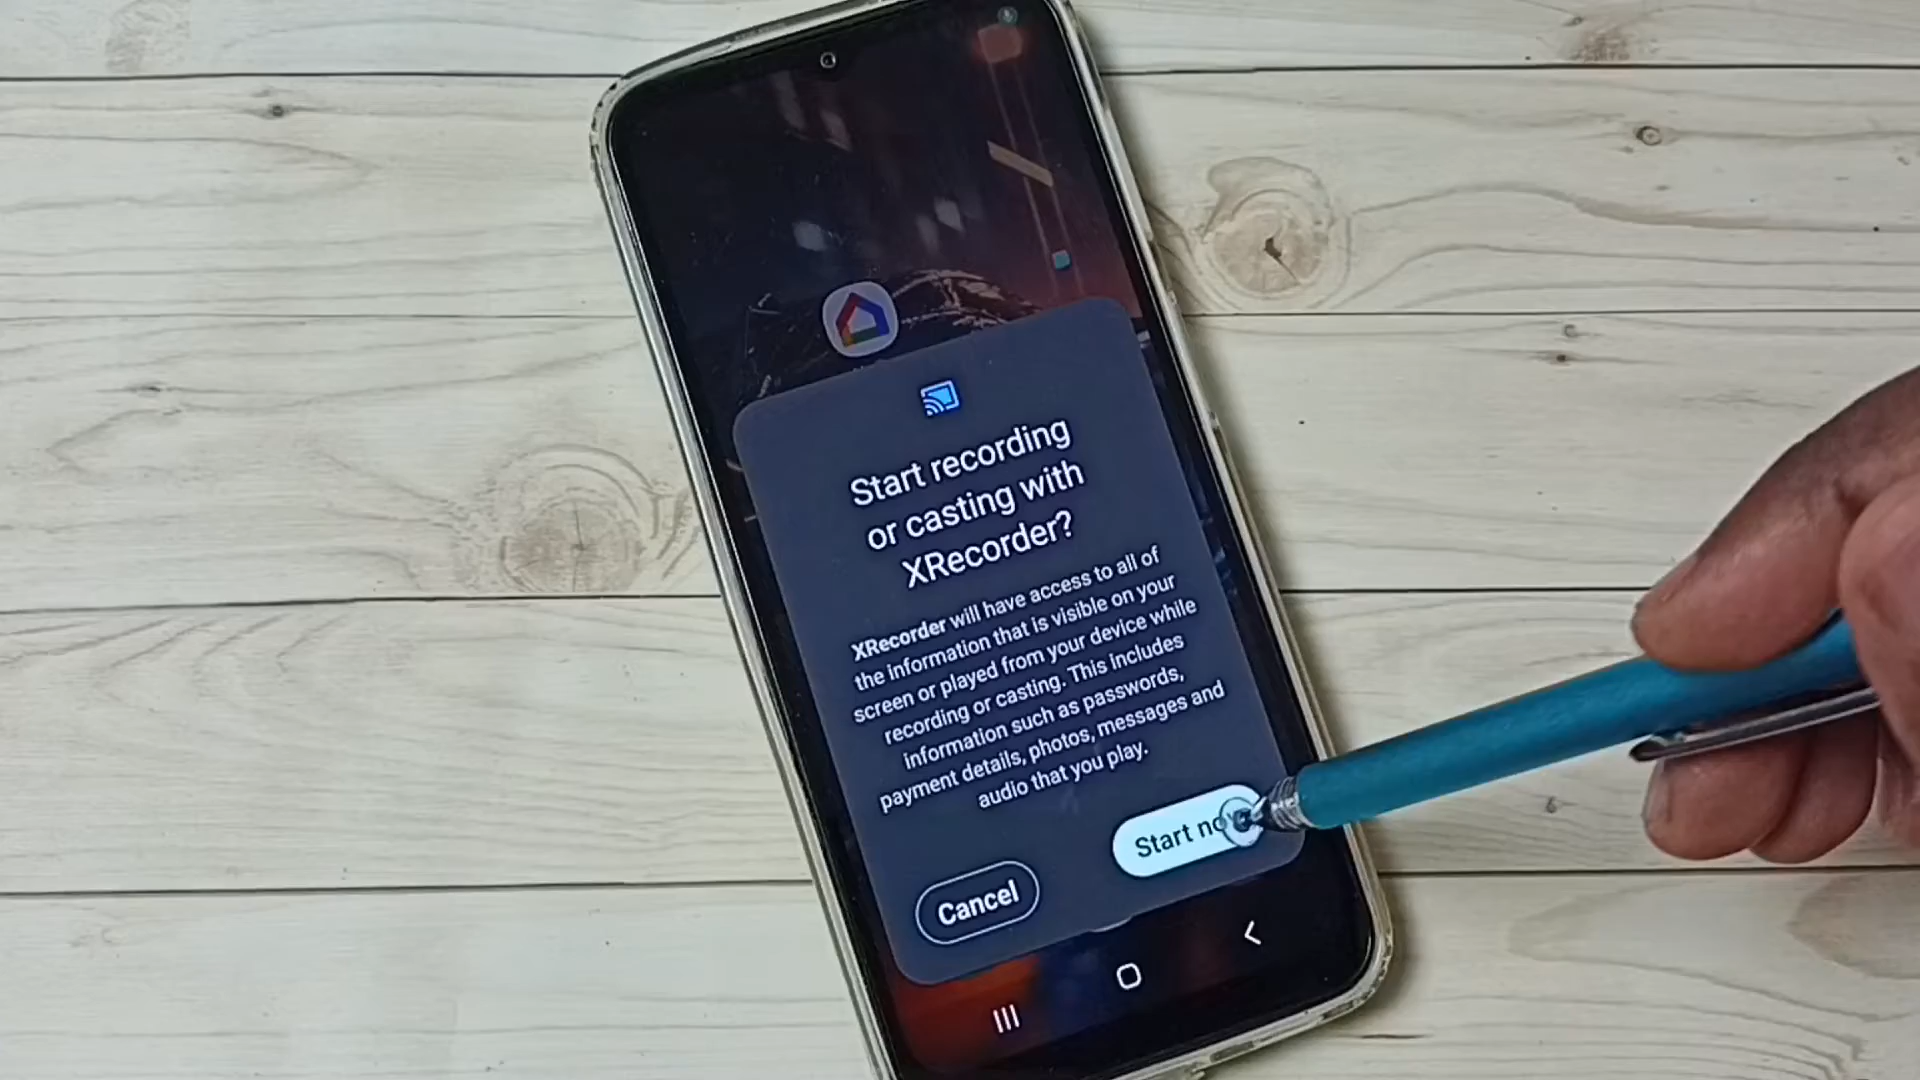 Start recording
or casting with
XRecorder?
XRecorder will have access to all of
the information that is visible on your
screen or played from your device while
recording or casting. This includes
information such as passwords,
payment details, photos, messages and
audio that you play.
Start now
Cancel